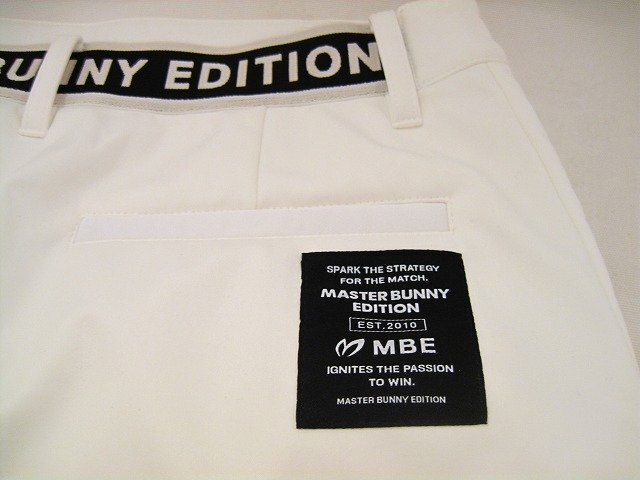 BUNNY EDITION
SPARK THE STRATEGY
FOR THE MATCH.
MASTER BUNNY
EDITION
EST.2010
MBE
IGNITES THE PASSION
TO WIN.
MASTER BUNNY EDITION